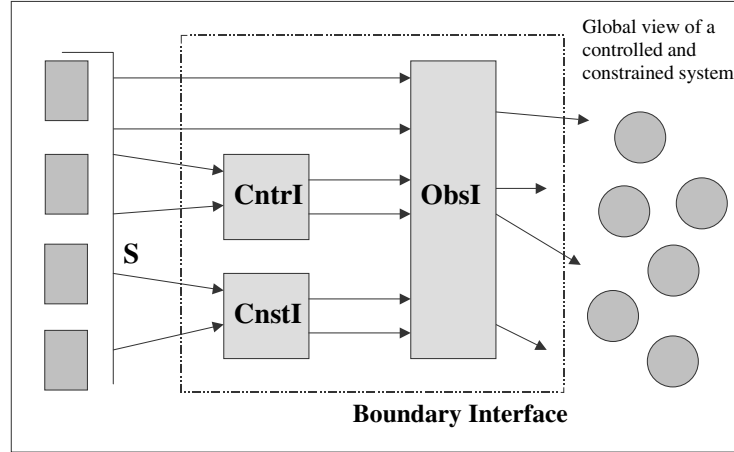 Global view of a
controlled and
constrained system
CntrI
ObsI
S
CnstI
Boundary Interface